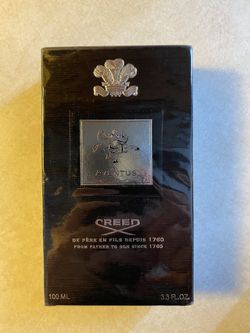 AVENTUS
CREED
DE PÈRE EN FILS DEPUIS 1760
FROM FATHER TO SON SINCE 1760
100 ML 3.3 FL.OZ